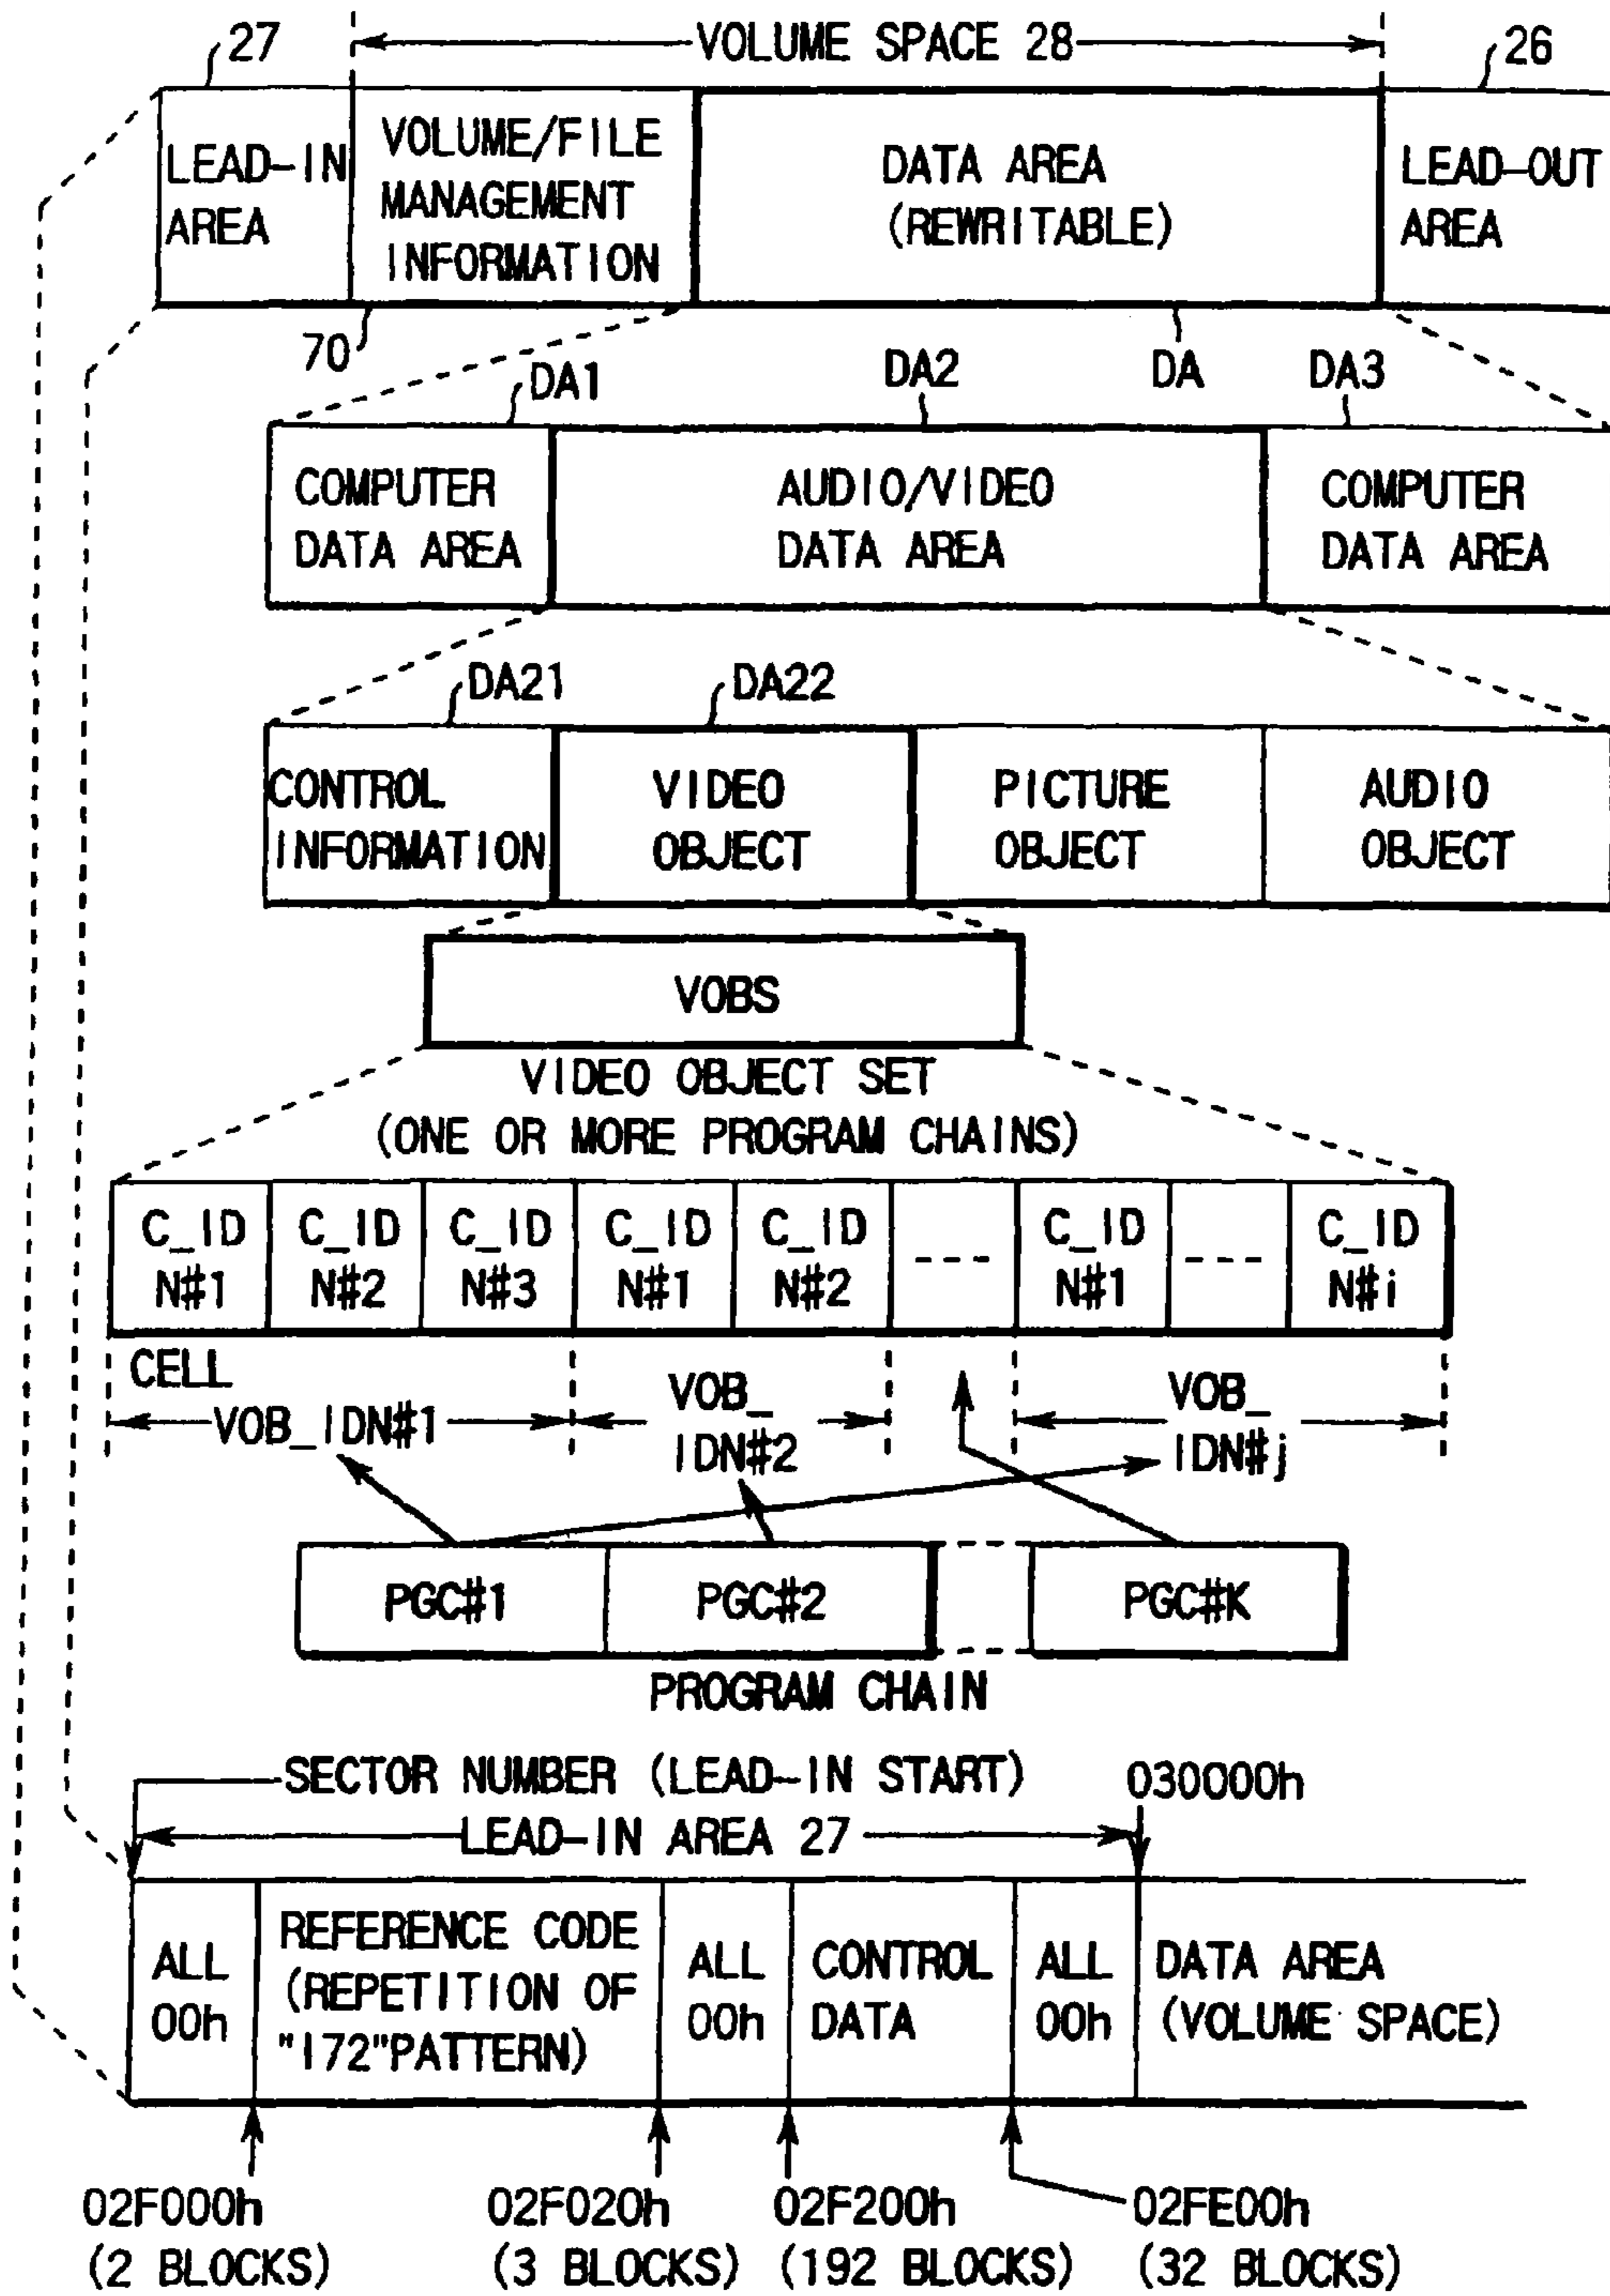 27
VOLUME SPACE 28
26
LEAD-IN
AREA
VOLUME/FILE
MANAGEMENT
INFORMATION
DATA AREA
(REWRITABLE)
LEAD-OUT
AREA
70
DA1
DA2
DA
DA3
COMPUTER
DATA AREA
AUDIO/VIDEO
DATA AREA
COMPUTER
DATA AREA
DA21
DA22
CONTROL
INFORMATION
VIDEO
OBJECT
PICTURE
OBJECT
AUDIO
OBJECT
VOBS
VIDEO OBJECT SET
(ONE OR MORE PROGRAM CHAINS)
C_ID
N#1
C_ID
N#2
C_ID
N#3
C_ID
N#1
C_ID
N#2
----
C_ID
N#1
----
C_ID
N#i
CELL
VOB_IDN#1
VOB_
IDN#2
VOB_
IDN#j
PGC#1
PGC#2
PGC#K
PROGRAM CHAIN
SECTOR NUMBER (LEAD-IN START)
030000h
LEAD-IN AREA 27
ALL
00h
REFERENCE CODE
(REPETITION OF
"172"PATTERN)
ALL
00h
CONTROL
DATA
ALL
00h
DATA AREA
(VOLUME SPACE)
02F000h
(2 BLOCKS)
02F020h
(3 BLOCKS)
02F200h
(192 BLOCKS)
02FE00h
(32 BLOCKS)